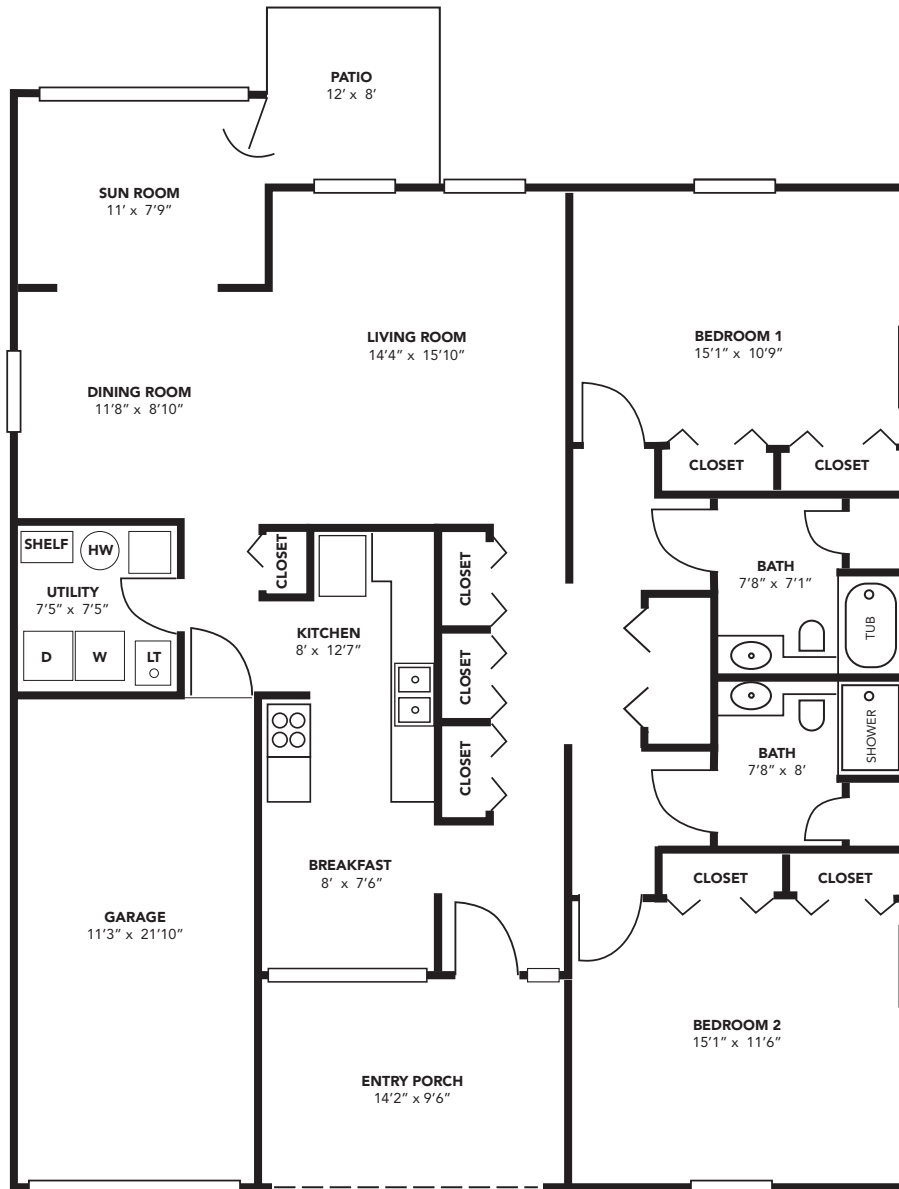 PATIO
12’ x 8’
SUN ROOM
11’ x 7’9”
LIVING ROOM
14’4” x 15’10”
BEDROOM 1
15’1” x 10’9”
DINING ROOM
11’8” x 8’10”
CLOSET
CLOSET
SHELF
HW
UTILITY
7’5” x 7’5”
D
W
LT
CLOSET
KITCHEN
8’ x 12’7”
CLOSET
CLOSET
CLOSET
BATH
7’8” x 7’1”
TUB
BATH
7’8” x 8’
SHOWER
BREAKFAST
8’ x 7’6”
CLOSET
CLOSET
GARAGE
11’3” x 21’10”
BEDROOM 2
15’1” x 11’6”
ENTRY PORCH
14’2” x 9’6”